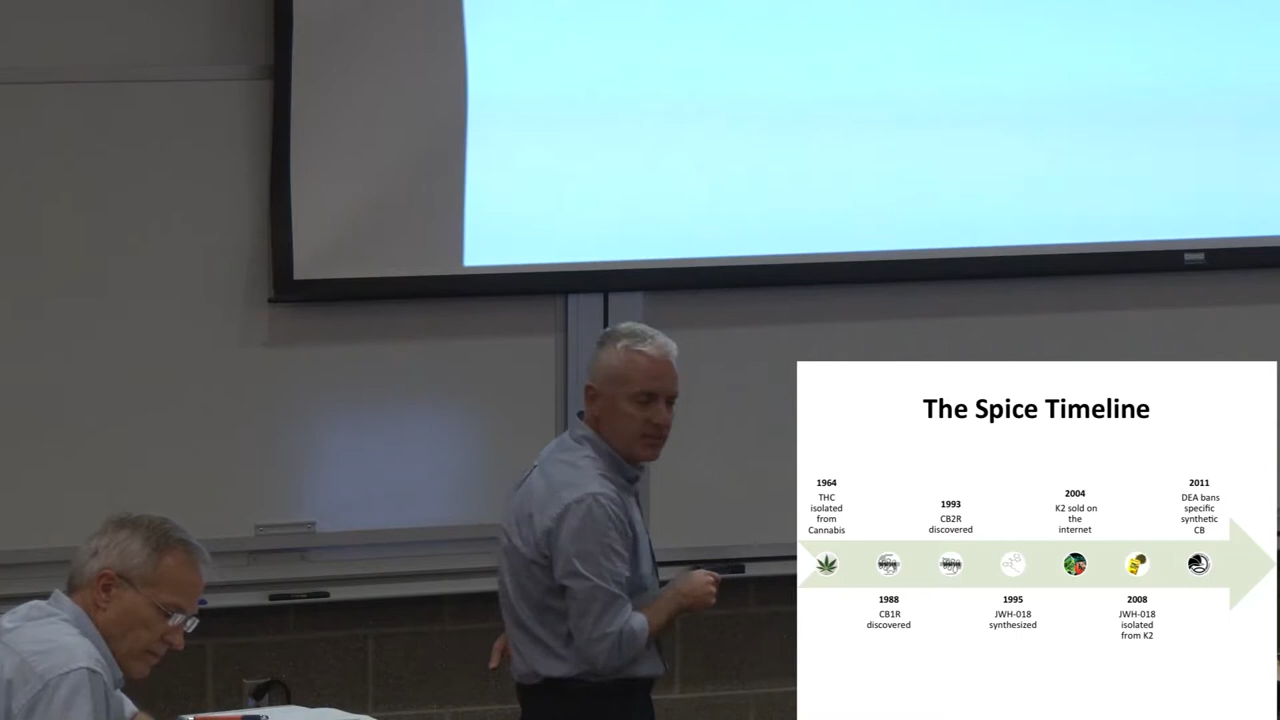 The Spice Timeline
1964
THC
isolated
from
Cannabis
1988
CB1R
discovered
1993
CB2R
discovered
1995
JWH-018
synthesized
2004
K2 sold on
the
internet
2008
JWH-018
isolated
from K2
2011
DEA bans
specific
synthetic
CB